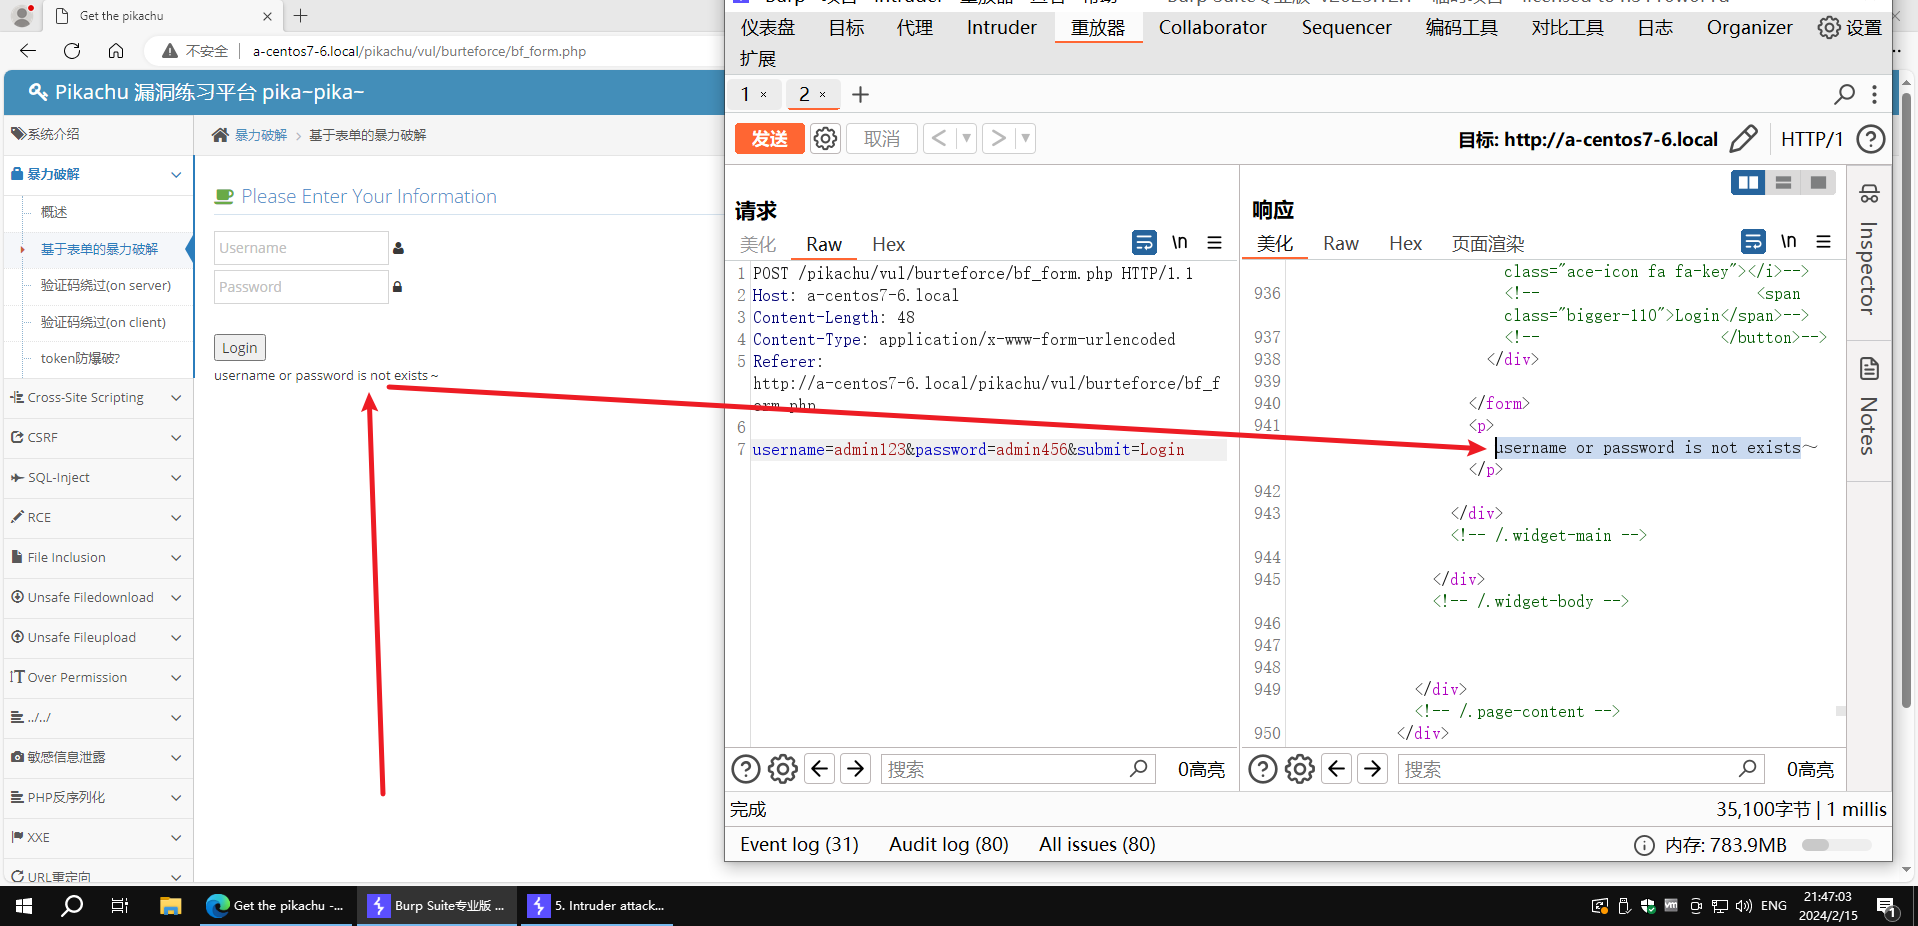 Get the pikachu
不安全
a-centos7-6.local/pikachu/vul/burteforce/bf_form.php
Pikachu 漏洞练习平台 pika~pika~
系统介绍
暴力破解
概述
基于表单的暴力破解
验证码绕过(on server)
验证码绕过(on client)
token防爆破?
Cross-Site Scripting
CSRF
SQL-Inject
RCE
File Inclusion
Unsafe Filedownload
Unsafe Fileupload
Over Permission
../../
敏感信息泄露
PHP反序列化
XXE
URL重定向
暴力破解 > 基于表单的暴力破解
Please Enter Your Information
Username
Password
Login
username or password is not exists～
仪表盘 目标 代理 Intruder 重放器 Collaborator Sequencer 编码工具 对比工具 日志 Organizer 设置
扩展
1 × 2 × +
发送 取消 < >
目标: http://a-centos7-6.local HTTP/1
请求
美化 Raw Hex \n
1 POST /pikachu/vul/burteforce/bf_form.php HTTP/1.1
2 Host: a-centos7-6.local
3 Content-Length: 48
4 Content-Type: application/x-www-form-urlencoded
5 Referer:
http://a-centos7-6.local/pikachu/vul/burteforce/bf_f
orm.php
6
7 username=admin123&password=admin456&submit=Login
搜索 0高亮
响应
美化 Raw Hex 页面渲染 \n
class="ace-icon fa fa-key"></i>-->
936 <!-- <span
class="bigger-110">Login</span>-->
937 <!-- </button>-->
938 </div>
939
940 </form>
941 <p>
username or password is not exists～
</p>
942
943 </div>
<!-- /.widget-main -->
944
945 </div>
<!-- /.widget-body -->
946
947
948
949 </div>
<!-- /.page-content -->
950 </div>
搜索 0高亮
Inspector
Notes
完成
35,100字节 | 1 millis
Event log (31) Audit log (80) All issues (80)
内存: 783.9MB
Get the pikachu -...
Burp Suite专业版 ...
5. Intruder attack...
ENG
21:47:03
2024/2/15
1